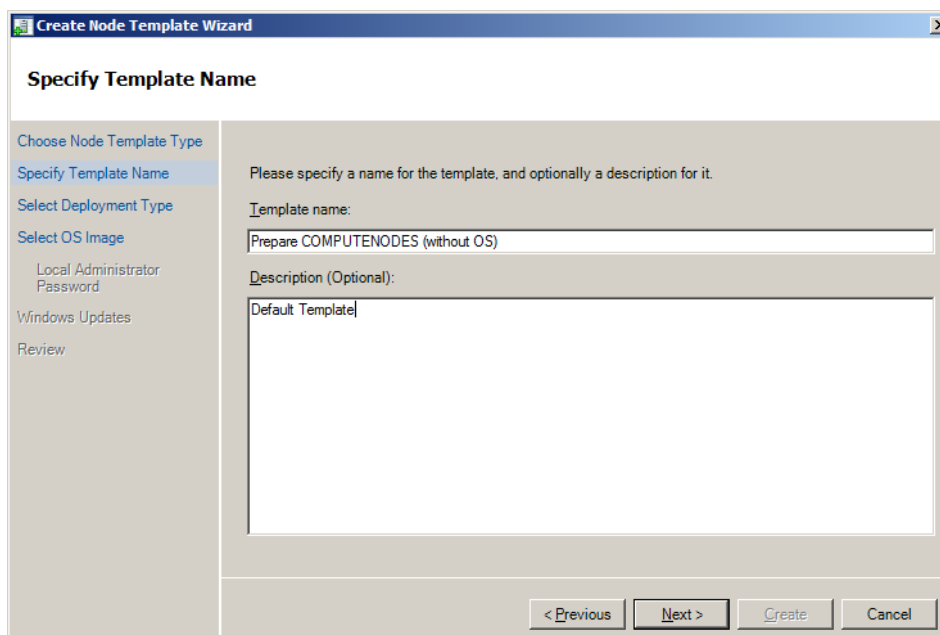 Create Node Template Wizard
Specify Template Name
Choose Node Template Type
Specify Template Name
Select Deployment Type
Select OS Image
Local Administrator
Password
Windows Updates
Review
Please specify a name for the template, and optionally a description for it.
Template name:
Prepare COMPUTENODES (without OS)
Description (Optional):
Default Template
< Previous
Next >
Create
Cancel